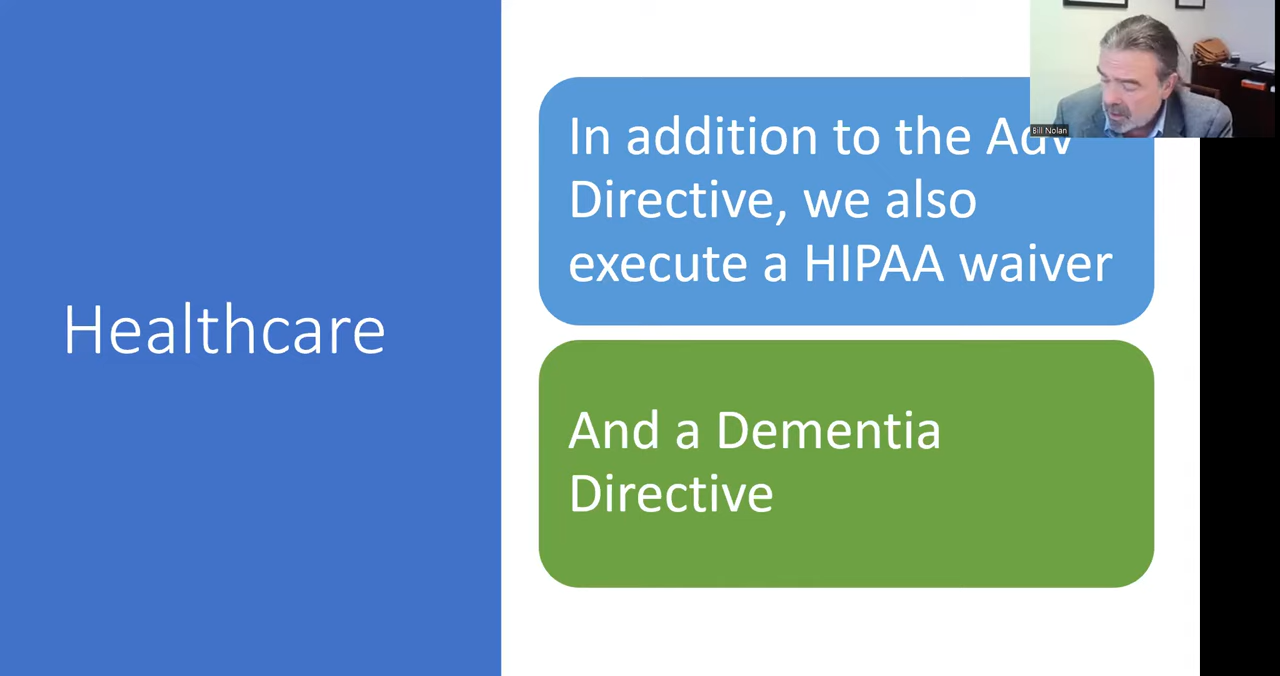 Healthcare
In addition to the Adv
Directive, we also
execute a HIPAA waiver
And a Dementia
Directive
Bill Nolan